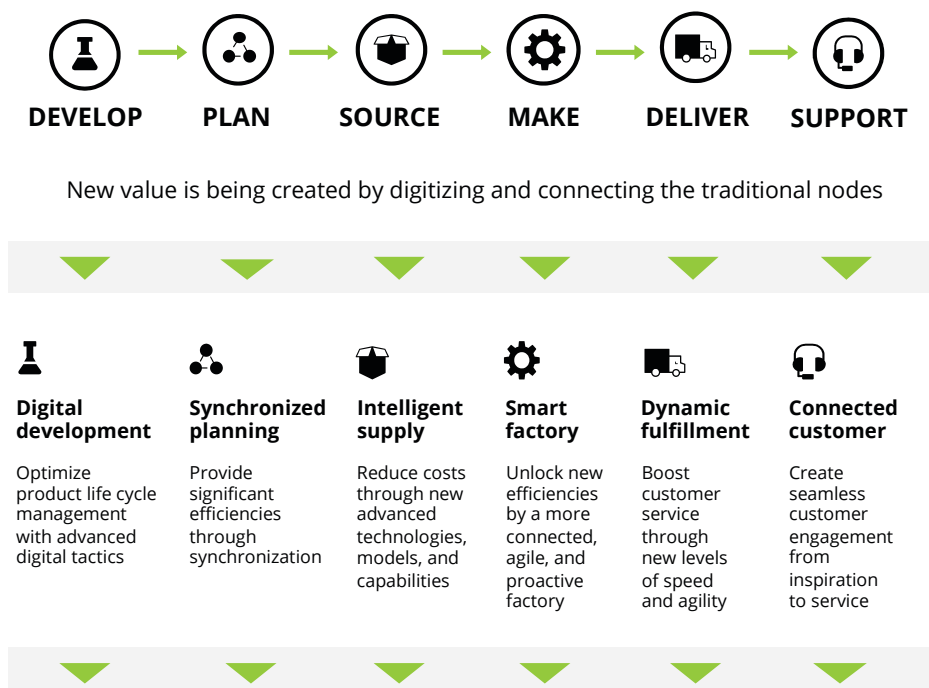 DEVELOP
PLAN
SOURCE
MAKE
DELIVER
SUPPORT
New value is being created by digitizing and connecting the traditional nodes
Digital
development
Optimize
product life cycle
management
with advanced
digital tactics
Synchronized
planning
Provide
significant
efficiencies
through
synchronization
Intelligent
supply
Reduce costs
through new
advanced
technologies,
models, and
capabilities
Smart
factory
Unlock new
efficiencies
by a more
connected,
agile, and
proactive
factory
Dynamic
fulfillment
Boost
customer
service
through
new levels
of speed
and agility
Connected
customer
Create
seamless
customer
engagement
from
inspiration
to service